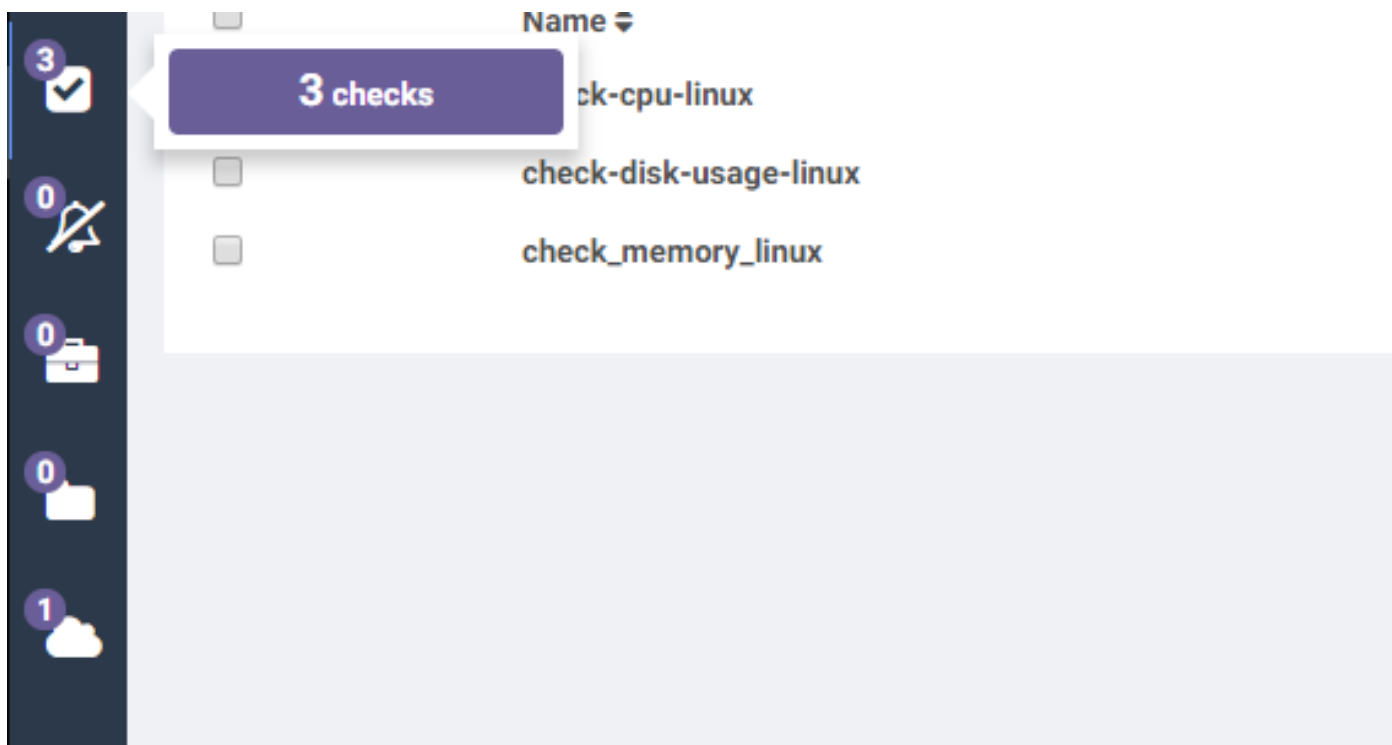 Name
3
3 checks
ck-cpu-linux
0
check-disk-usage-linux
check_memory_linux
0
0
1